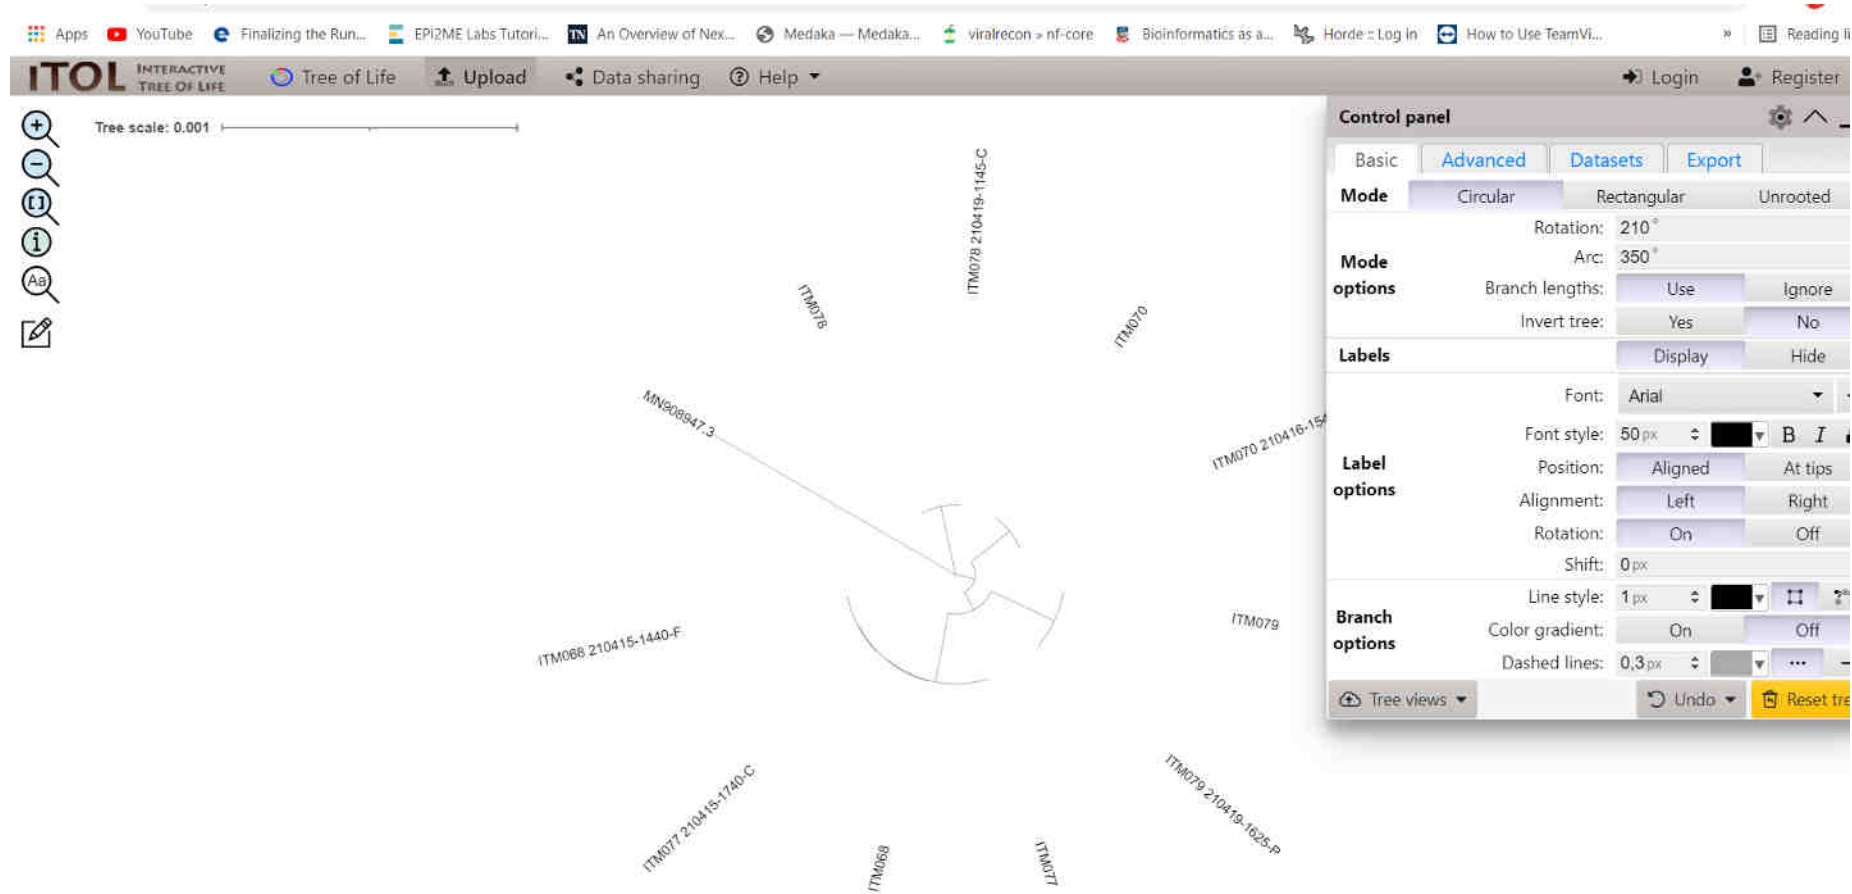 Apps YouTube Finalizing the Run... EPI2ME Labs Tutori... An Overview of Nex... Medaka — Medaka... viralrecon » nf-core Bioinformatics as a... Horde :: Log in How to Use TeamVi... » Reading li
iTOL INTERACTIVE TREE OF LIFE Tree of Life Upload Data sharing Help Login Register
Tree scale: 0.001
ITM078 210419-1145-C
ITM078
ITM070
MN908947.3
ITM070 210416-154
ITM079
ITM068 210415-1440-F
ITM079 210419-1625-P
ITM077 210415-1740-C
ITM068
ITM077
Aa
Control panel
Basic Advanced Datasets Export
Mode Circular Rectangular Unrooted
Mode options
Rotation: 210°
Arc: 350°
Branch lengths: Use Ignore
Invert tree: Yes No
Labels Display Hide
Label options
Font: Arial
Font style: 50 px B I
Position: Aligned At tips
Alignment: Left Right
Rotation: On Off
Shift: 0 px
Branch options
Line style: 1 px
Color gradient: On Off
Dashed lines: 0,3 px
Tree views Undo Reset tre